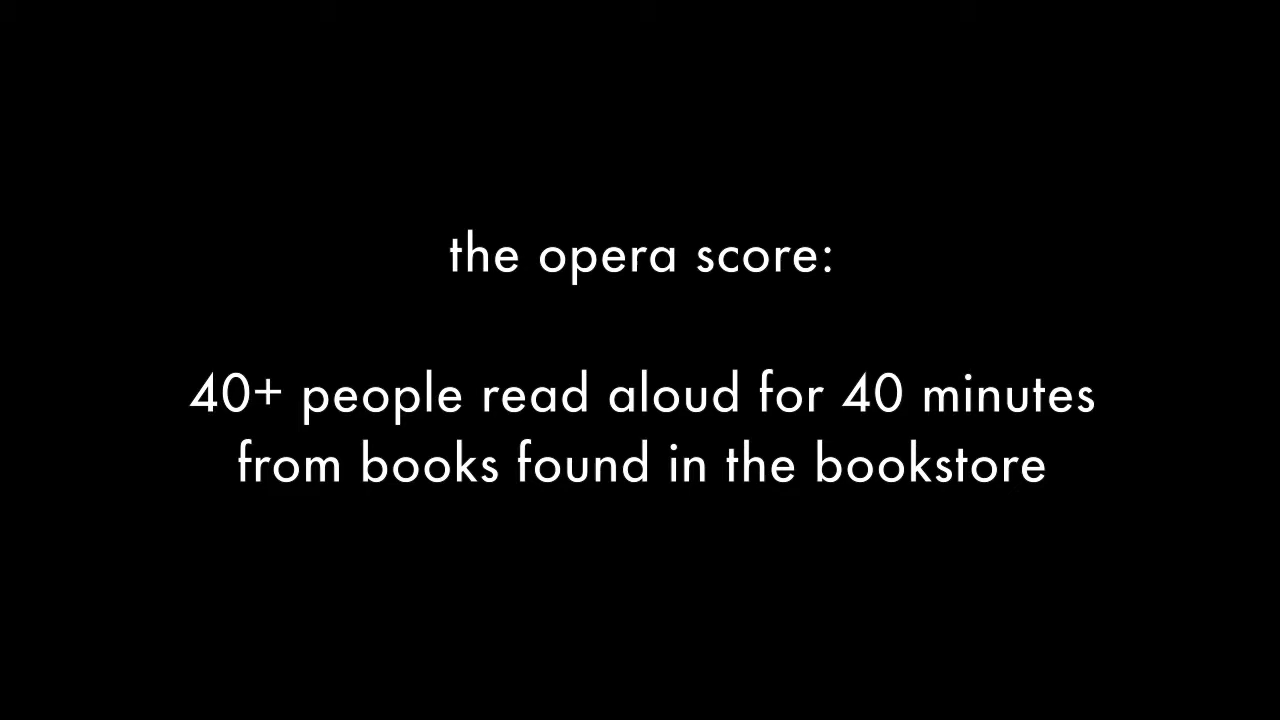 the opera score:
40+ people read aloud for 40 minutes
from books found in the bookstore